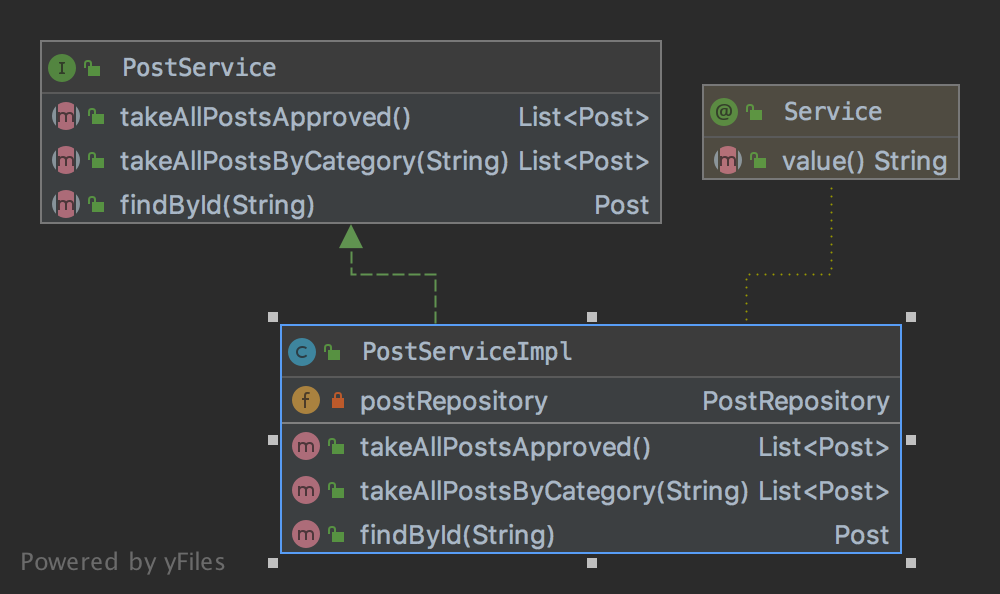 I PostService
m takeAllPostsApproved() List<Post>
m takeAllPostsByCategory(String) List<Post>
m findById(String) Post
@ Service
m value() String
C PostServiceImpl
f postRepository PostRepository
m takeAllPostsApproved() List<Post>
m takeAllPostsByCategory(String) List<Post>
m findById(String) Post
Powered by yFiles